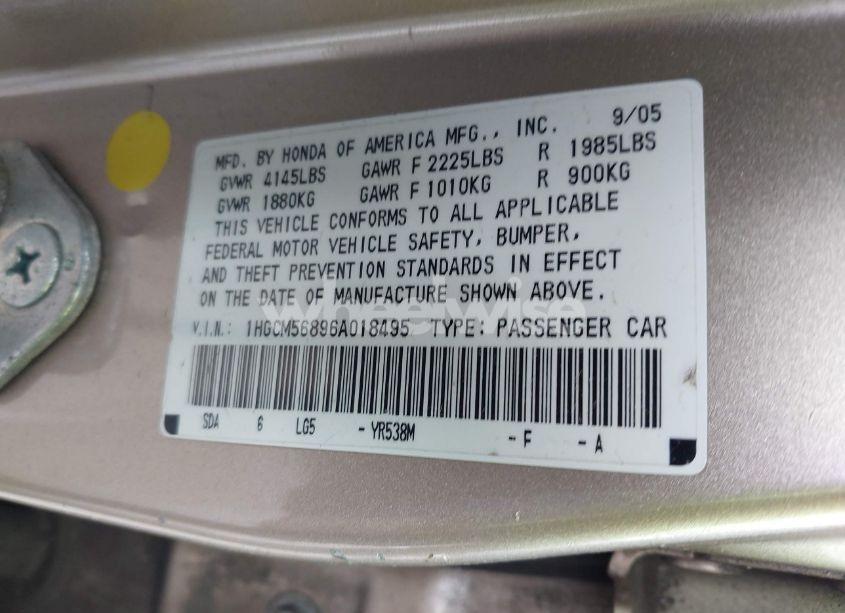 MFD. BY HONDA OF AMERICA MFG., INC. 9/05
GVWR 4145LBS GAWR F 2225LBS R 1985LBS
GVWR 1880KG GAWR F 1010KG R 900KG
THIS VEHICLE CONFORMS TO ALL APPLICABLE
FEDERAL MOTOR VEHICLE SAFETY, BUMPER,
AND THEFT PREVENTION STANDARDS IN EFFECT
ON THE DATE OF MANUFACTURE SHOWN ABOVE.
wheelwise
V.I.N.: 1HGCM56896A018495 TYPE: PASSENGER CAR
SDA 6 LG5 -YR538M -F -A